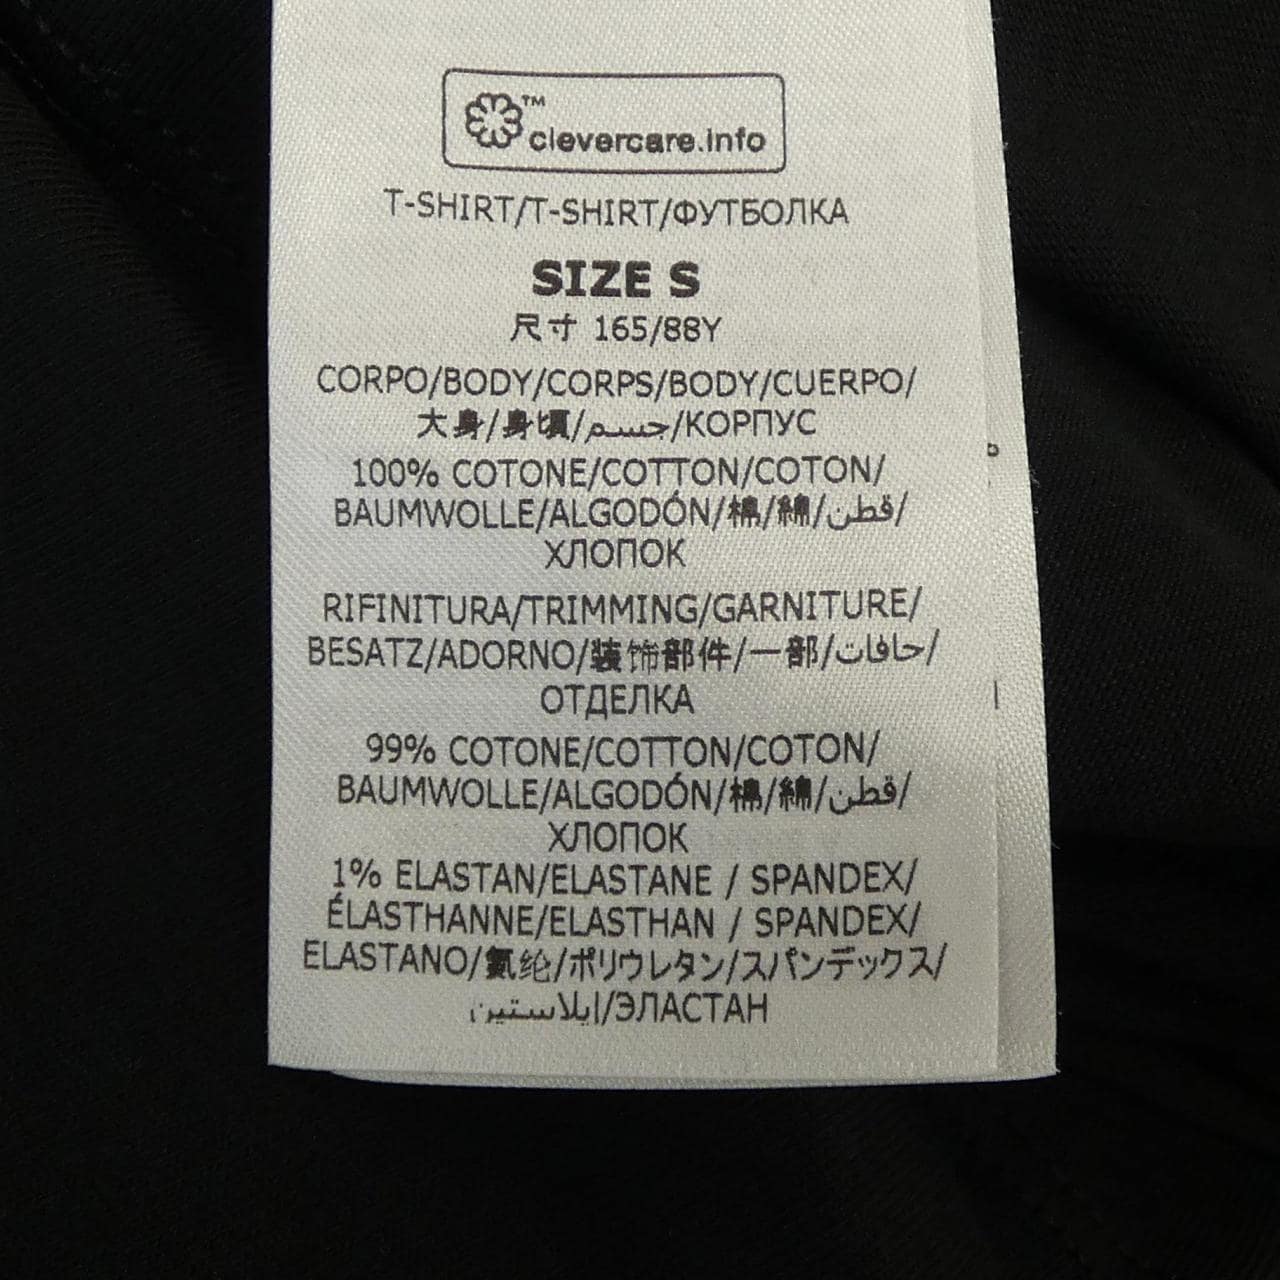 ™
clevercare.info
T-SHIRT/T-SHIRT/ФУТБОЛКА
SIZE S
尺寸 165/88Y
CORPO/BODY/CORPS/BODY/CUERPO/
大身/身頃/جسم/КОРПУС
100% COTONE/COTTON/COTON/
BAUMWOLLE/ALGODÓN/棉/綿/قطن/
ХЛОПОК
RIFINITURA/TRIMMING/GARNITURE/
BESATZ/ADORNO/装饰部件/一部/حافات/
ОТДЕЛКА
99% COTONE/COTTON/COTON/
BAUMWOLLE/ALGODÓN/棉/綿/قطن/
ХЛОПОК
1% ELASTAN/ELASTANE / SPANDEX/
ÉLASTHANNE/ELASTHAN / SPANDEX/
ELASTANO/氨纶/ポリウレタン/スパンデックス/
إيلاستين/ЭЛАСТАН